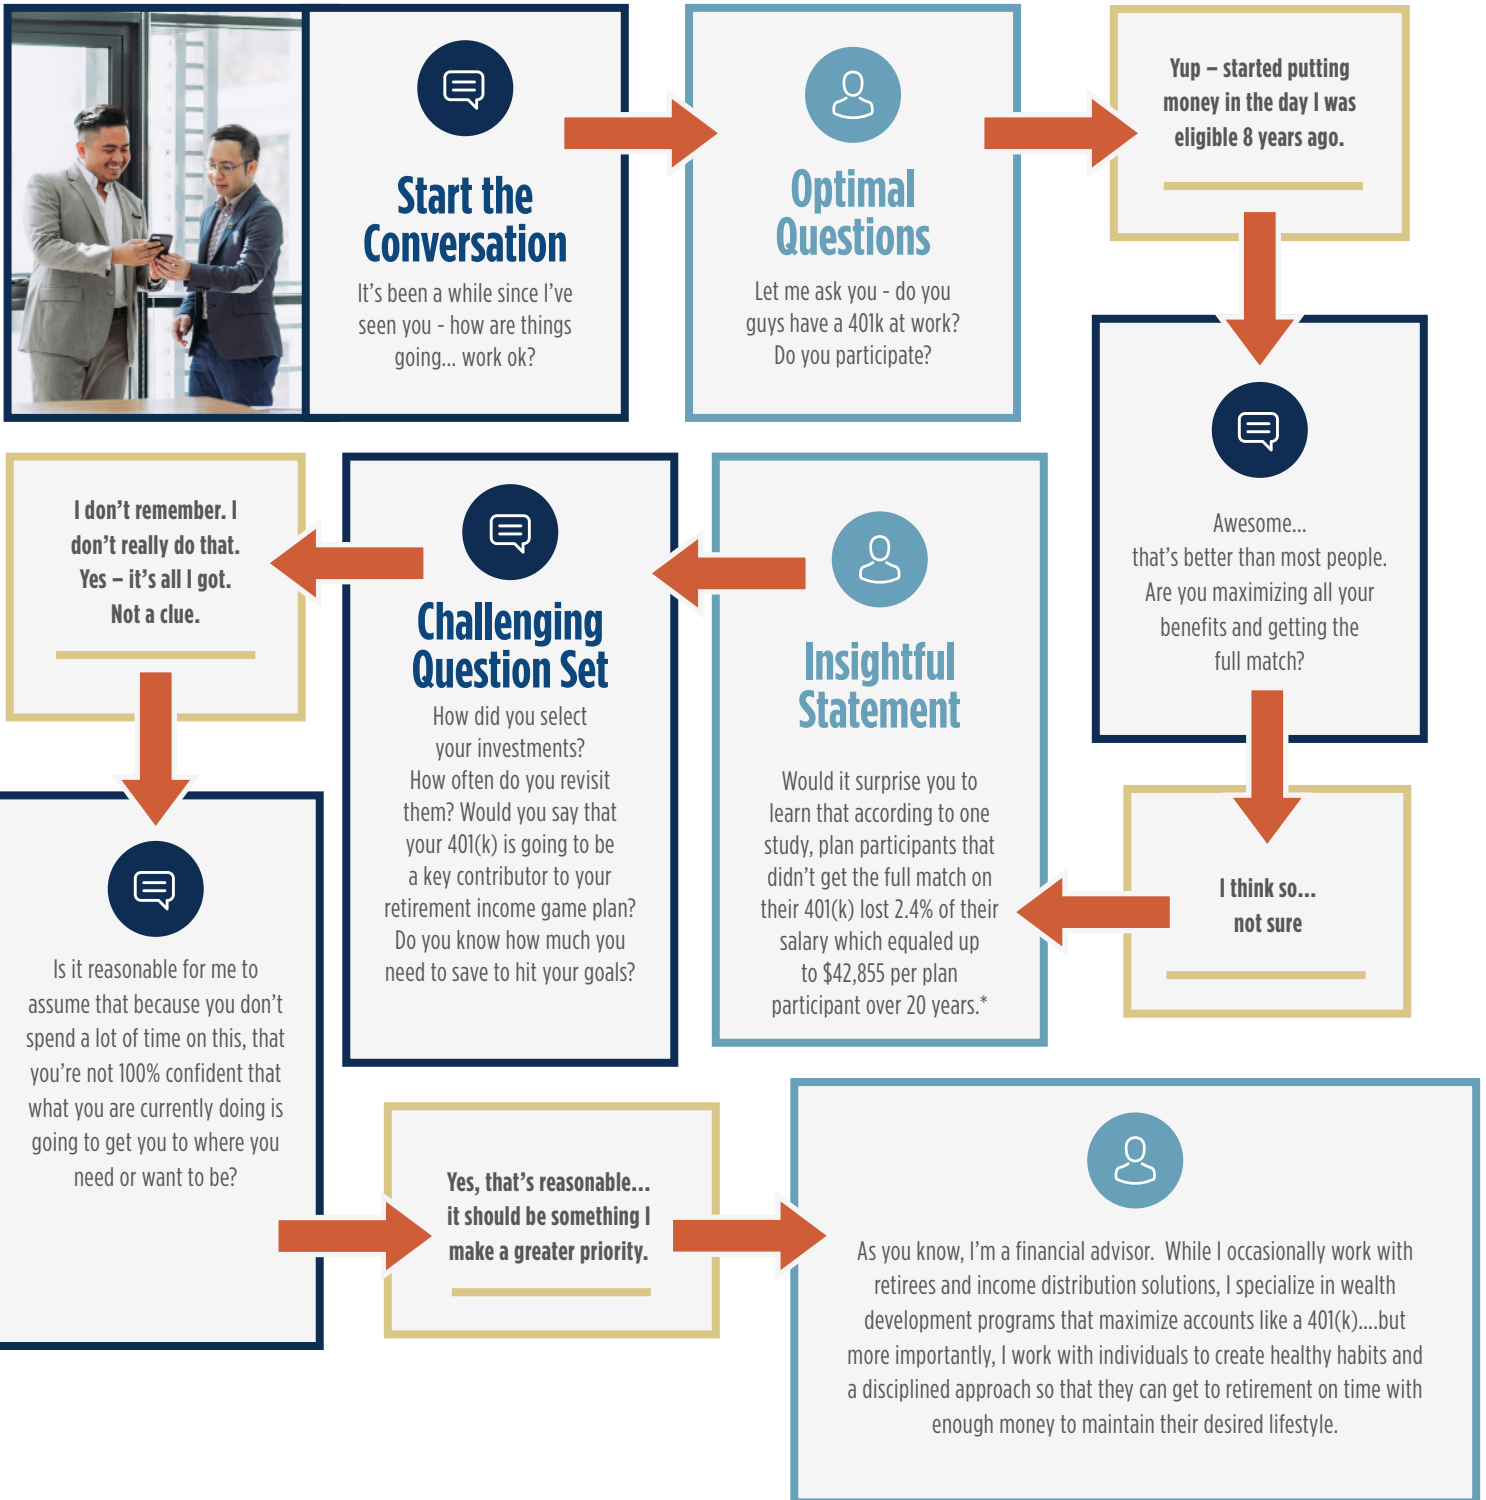 Start the
Conversation
It's been a while since I've
seen you - how are things
going... work ok?
Optimal
Questions
Let me ask you - do you
guys have a 401k at work?
Do you participate?
Yup – started putting
money in the day I was
eligible 8 years ago.
Awesome...
that's better than most people.
Are you maximizing all your
benefits and getting the
full match?
I think so...
not sure
Insightful
Statement
Would it surprise you to
learn that according to one
study, plan participants that
didn't get the full match on
their 401(k) lost 2.4% of their
salary which equaled up
to $42,855 per plan
participant over 20 years.*
Challenging
Question Set
How did you select
your investments?
How often do you revisit
them? Would you say that
your 401(k) is going to be
a key contributor to your
retirement income game plan?
Do you know how much you
need to save to hit your goals?
I don't remember. I
don't really do that.
Yes – it's all I got.
Not a clue.
Is it reasonable for me to
assume that because you don't
spend a lot of time on this, that
you're not 100% confident that
what you are currently doing is
going to get you to where you
need or want to be?
Yes, that's reasonable...
it should be something I
make a greater priority.
As you know, I'm a financial advisor.  While I occasionally work with
retirees and income distribution solutions, I specialize in wealth
development programs that maximize accounts like a 401(k)....but
more importantly, I work with individuals to create healthy habits and
a disciplined approach so that they can get to retirement on time with
enough money to maintain their desired lifestyle.